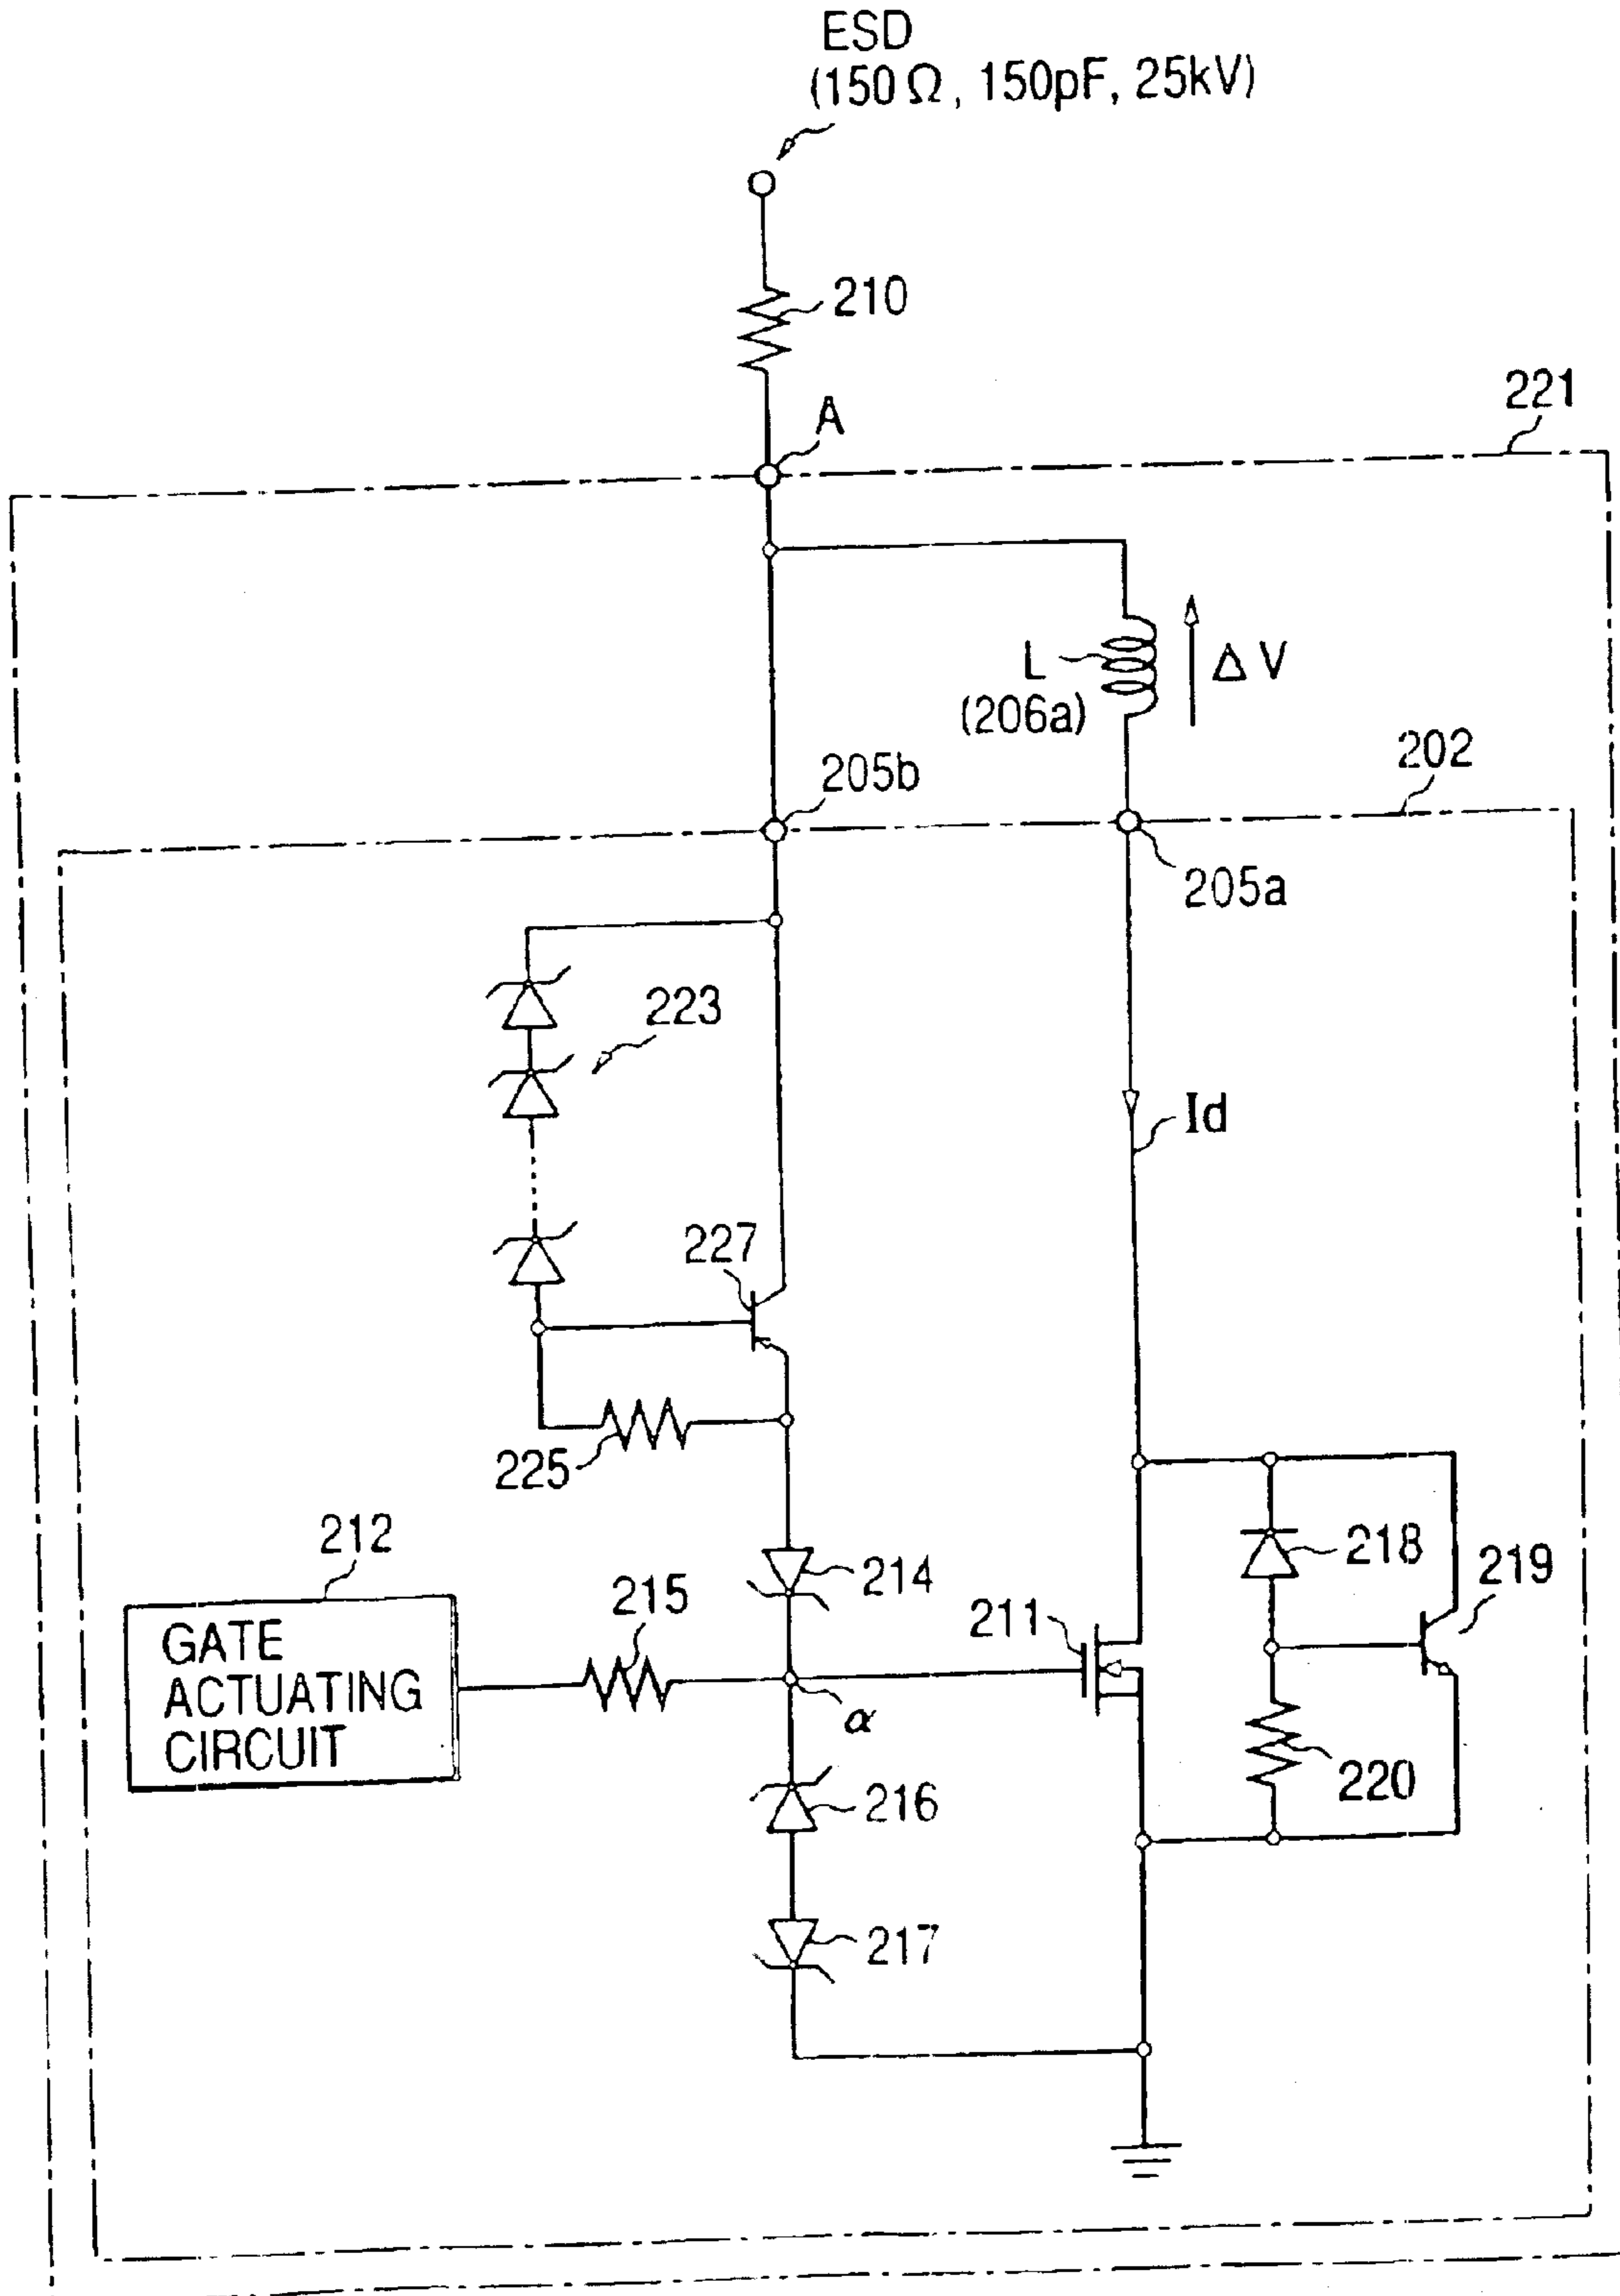 ESD
(150Ω, 150pF, 25kV)
210
A
221
L
(206a)
ΔV
205b
202
205a
223
Id
227
225
212
GATE
ACTUATING
CIRCUIT
215
214
α
211
218
219
220
216
217